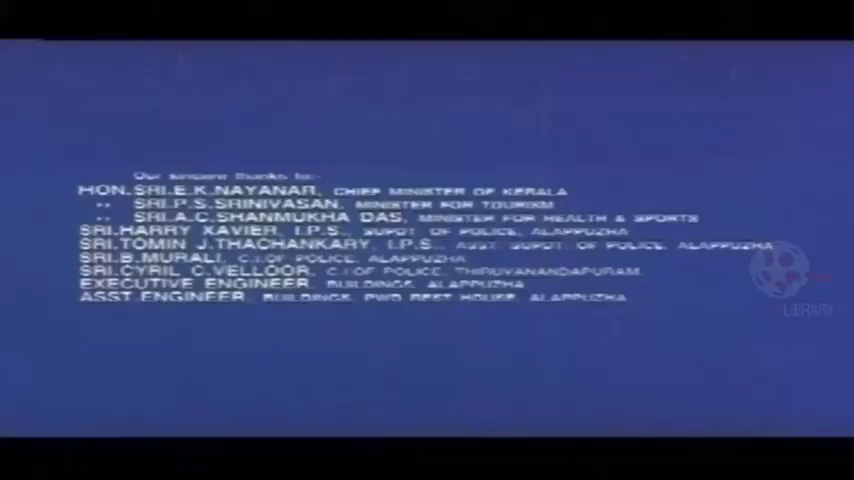 Our sincere thanks to:-
HON.SRI.E.K.NAYANAR, CHIEF MINISTER OF KERALA
,, SRI.P.S.SRINIVASAN, MINISTER FOR TOURISM
,, SRI.A.C.SHANMUKHA DAS, MINISTER FOR HEALTH & SPORTS
SRI.HARRY XAVIER, I.P.S., SUPDT. OF POLICE, ALAPPUZHA
SRI.TOMIN J.THACHANKARY, I.P.S., ASST. SUPDT. OF POLICE, ALAPPUZHA
SRI.B.MURALI, C.I.OF POLICE, ALAPPUZHA
SRI.CYRIL C.VELLOOR, C.I.OF POLICE, THIRUVANANDAPURAM.
EXECUTIVE ENGINEER, BUILDINGS, ALAPPUZHA
ASST.ENGINEER, BUILDINGS, PWD REST HOUSE, ALAPPUZHA
LIBRARY